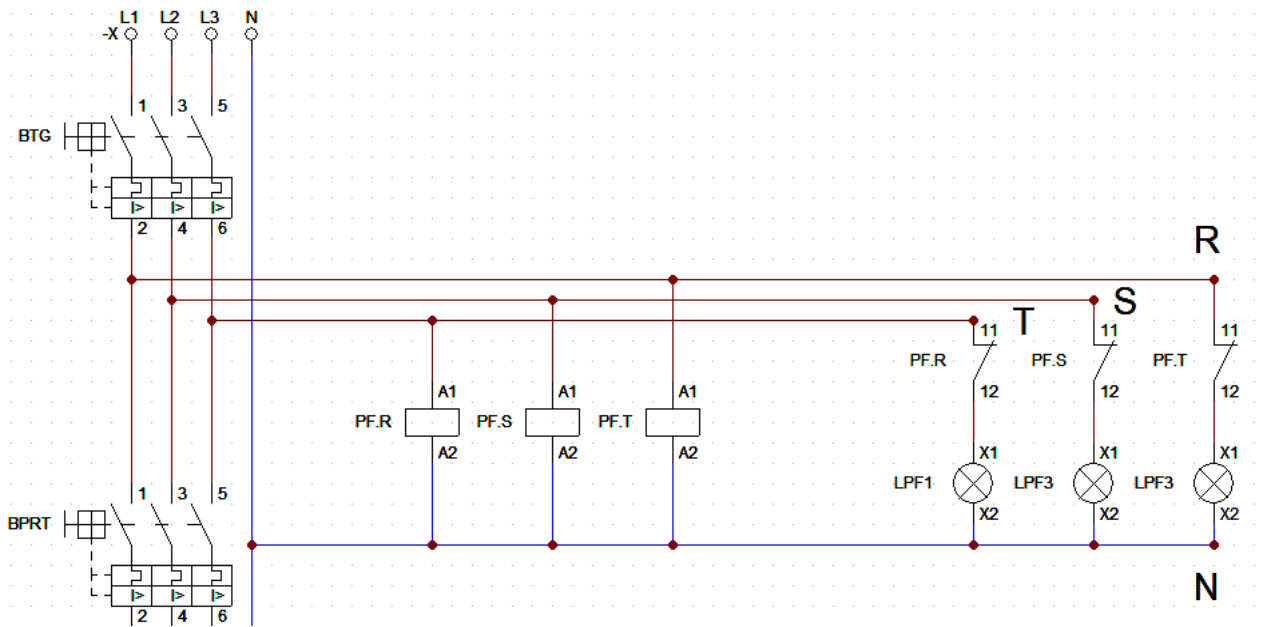 L1 L2 L3 N
-X
1 3 5
BTG
I> I> I>
2 4 6
R
S
T
11 11 11
PF.R PF.S PF.T
12 12 12
A1 A1 A1
PF.R PF.S PF.T
A2 A2 A2
X1 X1 X1
LPF1 LPF3 LPF3
X2 X2 X2
1 3 5
BPRT
N
I> I> I>
2 4 6